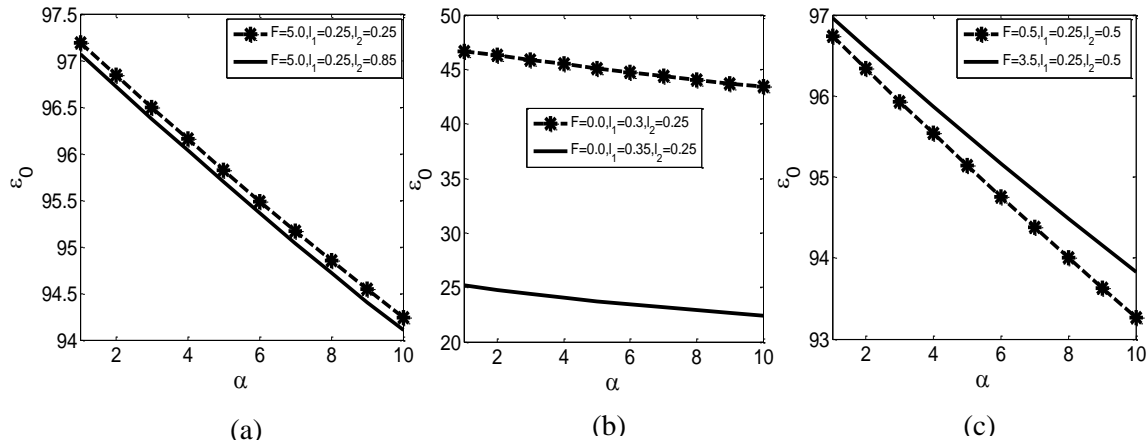 97.5
97
96.5
96
95.5
95
94.5
94
ε₀
2 4 6 8 10
α
F=5.0,l₁=0.25,l₂=0.25
F=5.0,l₁=0.25,l₂=0.85
(a)
50
45
40
35
30
25
20
ε₀
2 4 6 8 10
α
F=0.0,l₁=0.3,l₂=0.25
F=0.0,l₁=0.35,l₂=0.25
(b)
97
96
95
94
93
ε₀
2 4 6 8 10
α
F=0.5,l₁=0.25,l₂=0.5
F=3.5,l₁=0.25,l₂=0.5
(c)